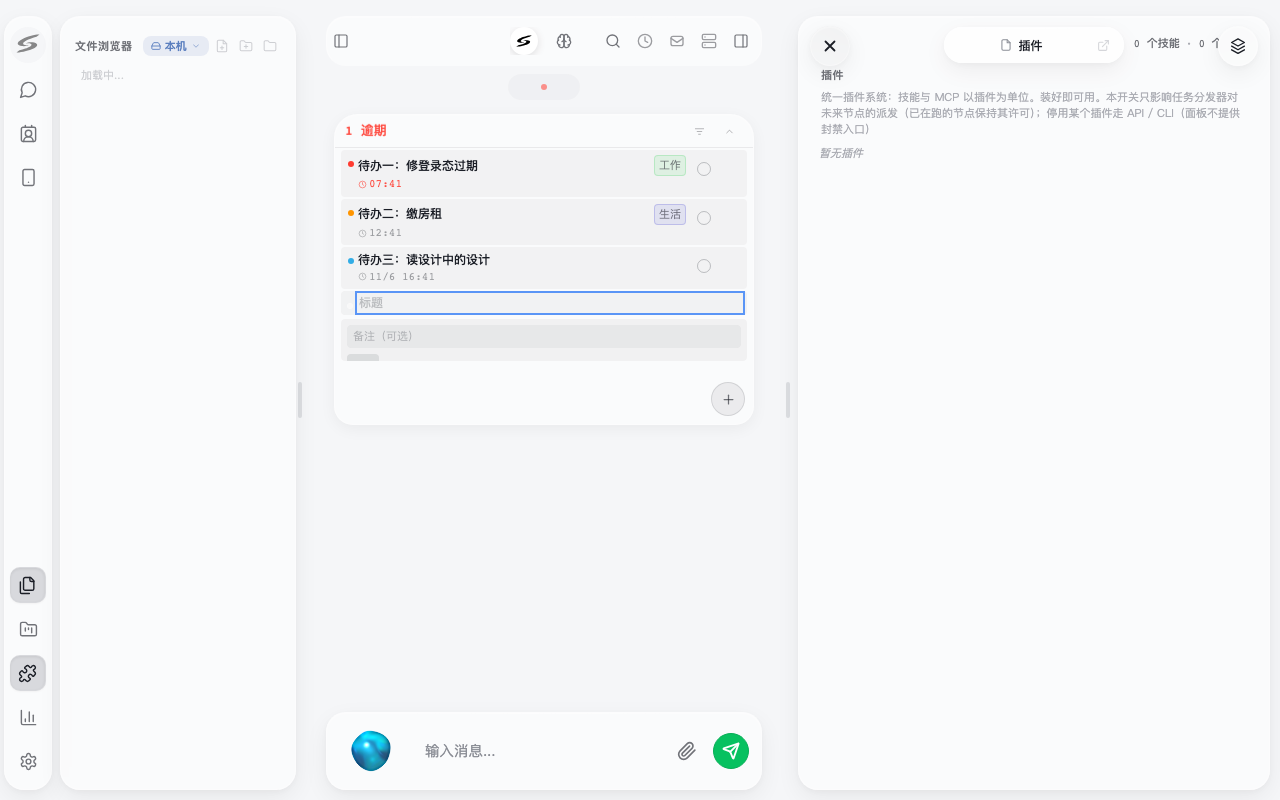 文件浏览器
本机
加载中...
1 逾期
待办一：修登录态过期
工作
07:41
待办二：缴房租
生活
12:41
待办三：读设计中的设计
11/6 16:41
标题
备注（可选）
输入消息...
插件
0 个技能 · 0 个
插件
统一插件系统：技能与 MCP 以插件为单位。装好即可用。本开关只影响任务分发器对
未来节点的派发（已在跑的节点保持其许可）；停用某个插件走 API / CLI（面板不提供
封禁入口）
暂无插件